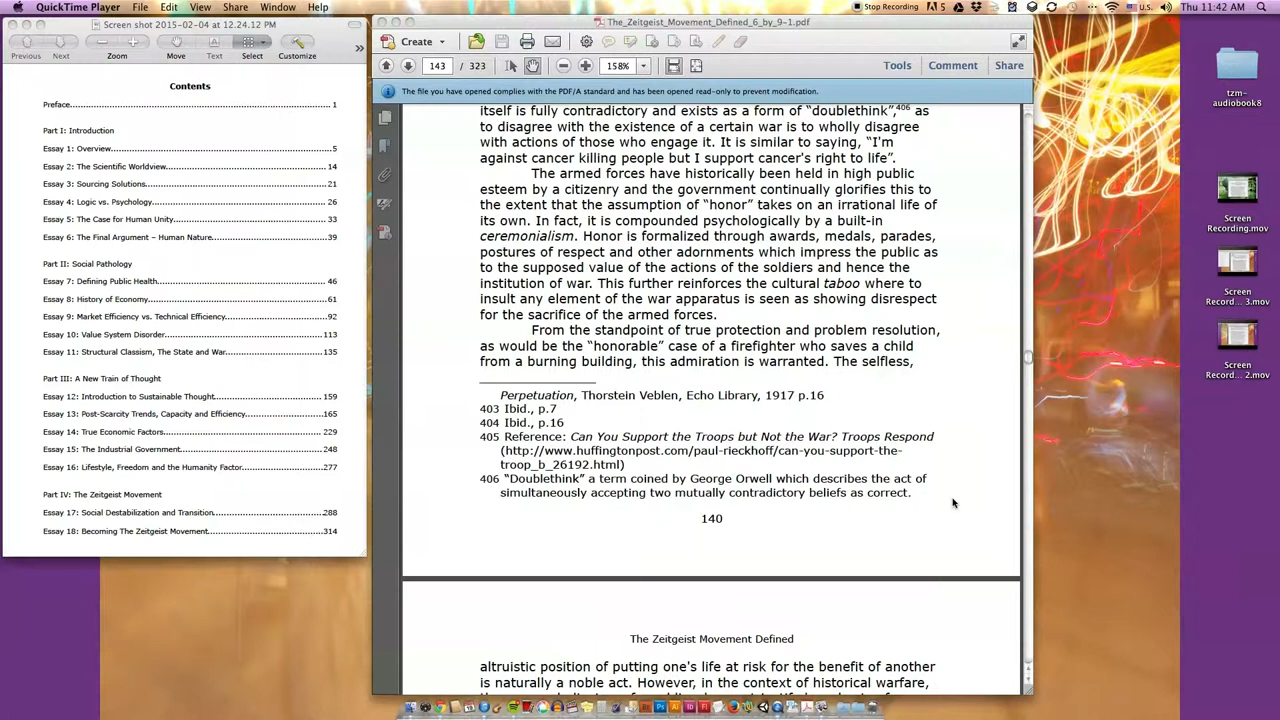 QuickTime Player File Edit View Share Window Help
Stop Recording
U.S.
Thu 11:42 AM
Screen shot 2015-02-04 at 12.24.12 PM
Previous Next Zoom Move Text Select Customize
Contents
Preface 1
Part I: Introduction
Essay 1: Overview 5
Essay 2: The Scientific Worldview 14
Essay 3: Sourcing Solutions 21
Essay 4: Logic vs. Psychology 26
Essay 5: The Case for Human Unity 33
Essay 6: The Final Argument – Human Nature 39
Part II: Social Pathology
Essay 7: Defining Public Health 46
Essay 8: History of Economy 61
Essay 9: Market Efficiency vs. Technical Efficiency 92
Essay 10: Value System Disorder 113
Essay 11: Structural Classism, The State and War 135
Part III: A New Train of Thought
Essay 12: Introduction to Sustainable Thought 159
Essay 13: Post-Scarcity Trends, Capacity and Efficiency 165
Essay 14: True Economic Factors 229
Essay 15: The Industrial Government 248
Essay 16: Lifestyle, Freedom and the Humanity Factor 277
Part IV: The Zeitgeist Movement
Essay 17: Social Destabilization and Transition 288
Essay 18: Becoming The Zeitgeist Movement 314
The_Zeitgeist_Movement_Defined_6_by_9-1.pdf
Create
143 / 323
158%
Tools Comment Share
The file you have opened complies with the PDF/A standard and has been opened read-only to prevent modification.
itself is fully contradictory and exists as a form of “doublethink”,406 as
to disagree with the existence of a certain war is to wholly disagree
with actions of those who engage it. It is similar to saying, “I'm
against cancer killing people but I support cancer's right to life”.
The armed forces have historically been held in high public
esteem by a citizenry and the government continually glorifies this to
the extent that the assumption of “honor” takes on an irrational life of
its own. In fact, it is compounded psychologically by a built-in
ceremonialism. Honor is formalized through awards, medals, parades,
postures of respect and other adornments which impress the public as
to the supposed value of the actions of the soldiers and hence the
institution of war. This further reinforces the cultural taboo where to
insult any element of the war apparatus is seen as showing disrespect
for the sacrifice of the armed forces.
From the standpoint of true protection and problem resolution,
as would be the “honorable” case of a firefighter who saves a child
from a burning building, this admiration is warranted. The selfless,
Perpetuation, Thorstein Veblen, Echo Library, 1917 p.16
403 Ibid., p.7
404 Ibid., p.16
405 Reference: Can You Support the Troops but Not the War? Troops Respond
(http://www.huffingtonpost.com/paul-rieckhoff/can-you-support-the-
troop_b_26192.html)
406 “Doublethink” a term coined by George Orwell which describes the act of
simultaneously accepting two mutually contradictory beliefs as correct.
140
The Zeitgeist Movement Defined
altruistic position of putting one's life at risk for the benefit of another
is naturally a noble act. However, in the context of historical warfare,
tzm-
audiobook8
Screen
Recording.mov
Screen
Record... 3.mov
Screen
Record... 2.mov